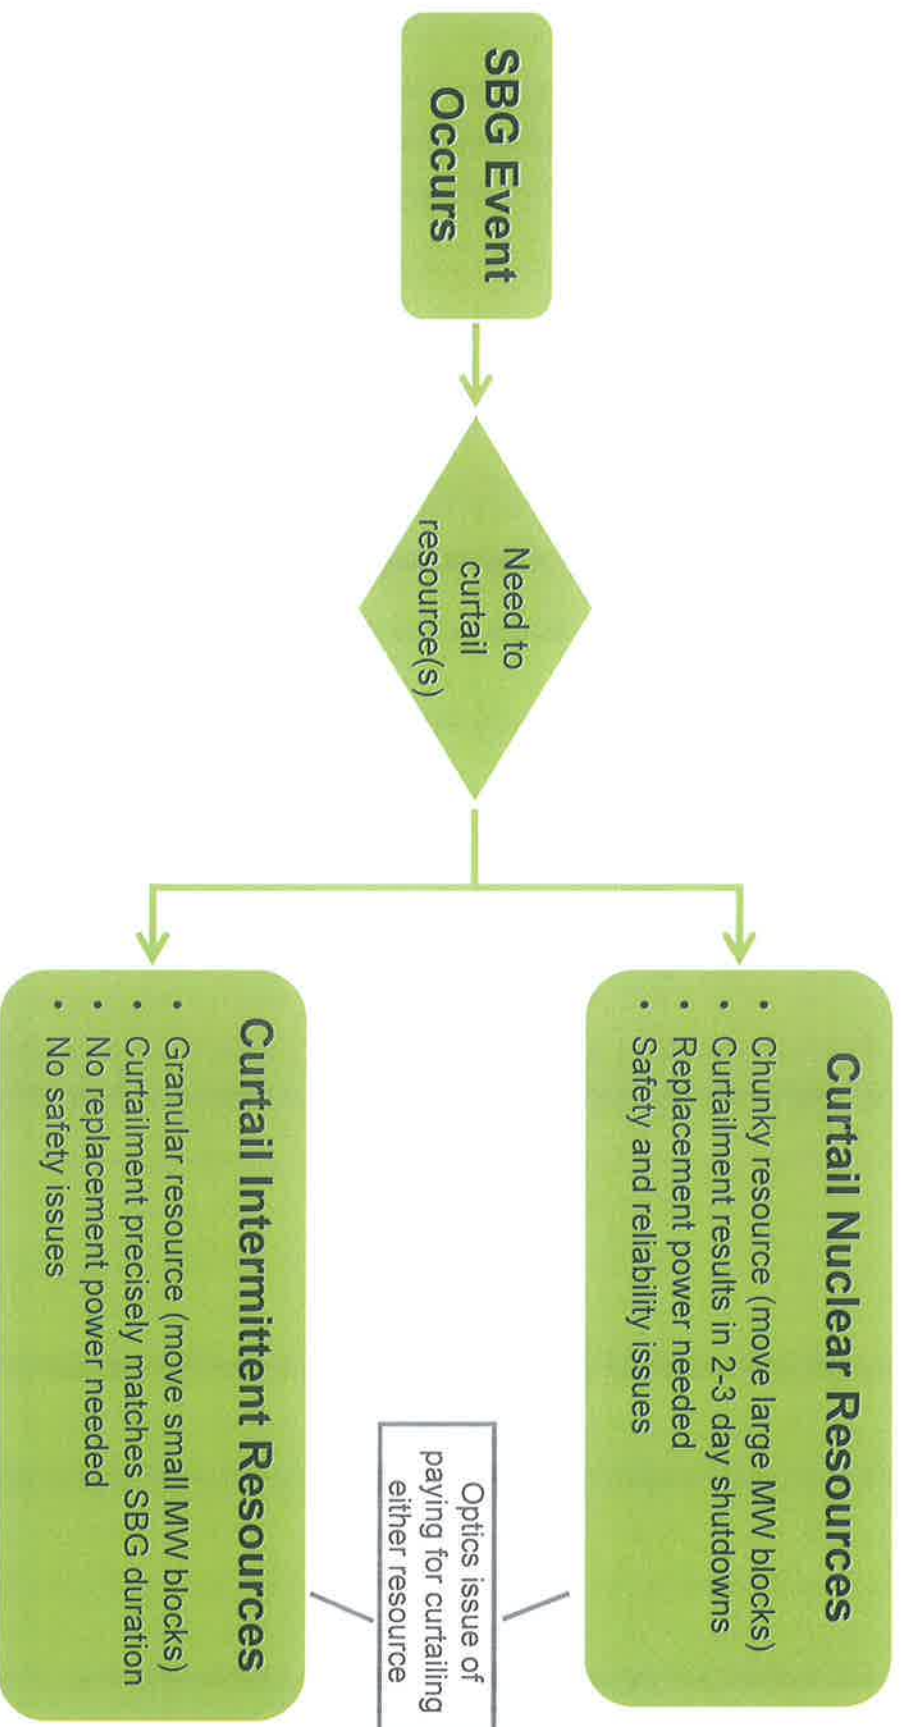 SBG Event
Occurs
Need to
curtail
resource(s)
Curtail Nuclear Resources
• Chunky resource (move large MW blocks)
• Curtailment results in 2-3 day shutdowns
• Replacement power needed
• Safety and reliability issues
Optics issue of
paying for curtailing
either resource
Curtail Intermittent Resources
• Granular resource (move small MW blocks)
• Curtailment precisely matches SBG duration
• No replacement power needed
• No safety issues